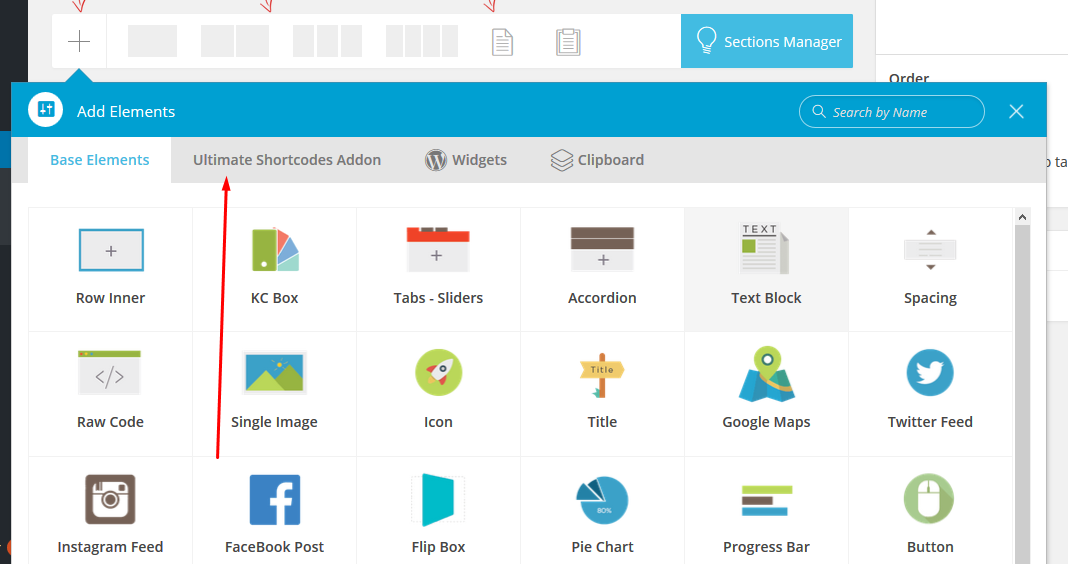 Sections Manager
Order
Add Elements
Search by Name
Base Elements
Ultimate Shortcodes Addon
Widgets
Clipboard
ta
TEXT
Row Inner
KC Box
Tabs - Sliders
Accordion
Text Block
Spacing
</>
Title
Raw Code
Single Image
Icon
Title
Google Maps
Twitter Feed
80%
Instagram Feed
FaceBook Post
Flip Box
Pie Chart
Progress Bar
Button